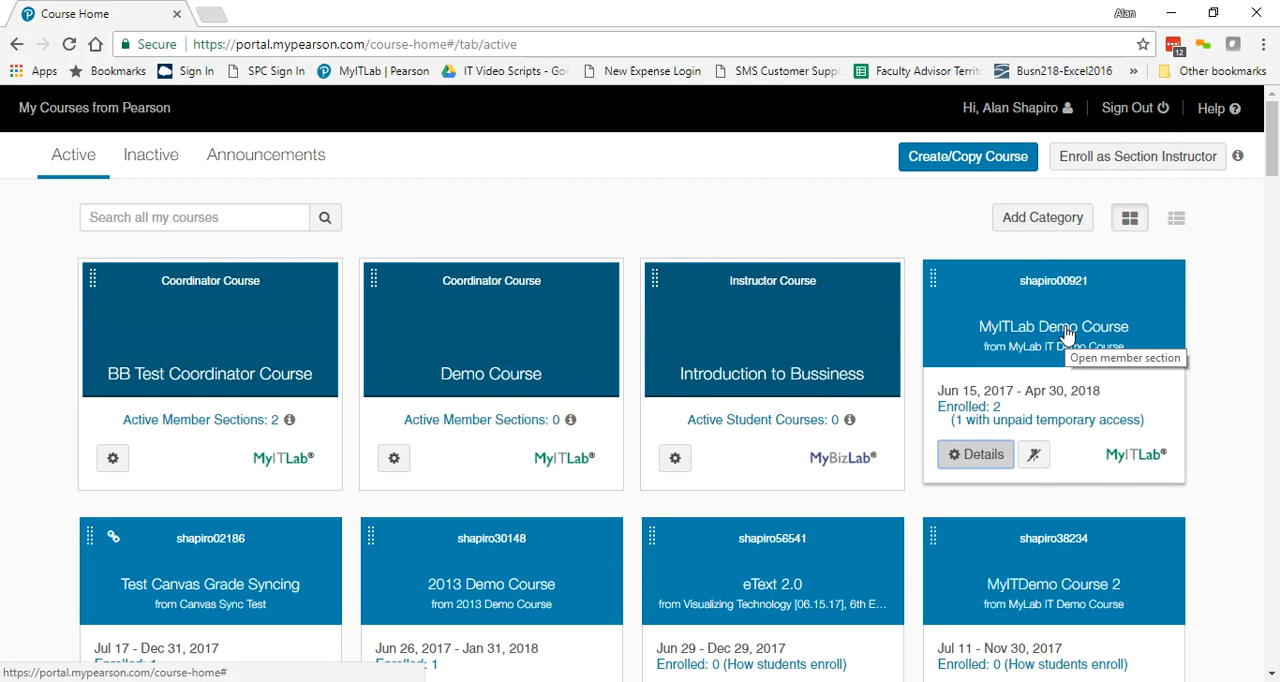 Course Home
Alan
Secure
https://portal.mypearson.com/course-home#/tab/active
12
Apps
Bookmarks
Sign In
SPC Sign In
MyITLab | Pearson
IT Video Scripts - Goo
New Expense Login
SMS Customer Suppo
Faculty Advisor Territ
Busn218-Excel2016
»
Other bookmarks
My Courses from Pearson
Hi, Alan Shapiro
Sign Out
Help
Active
Inactive
Announcements
Create/Copy Course
Enroll as Section Instructor
Search all my courses
Add Category
Coordinator Course
BB Test Coordinator Course
Active Member Sections: 2
MyITLab®
Coordinator Course
Demo Course
Active Member Sections: 0
MyITLab®
Instructor Course
Introduction to Bussiness
Active Student Courses: 0
MyBizLab®
shapiro00921
MyITLab Demo Course
from MyLab IT Demo Course
Open member section
Jun 15, 2017 - Apr 30, 2018
Enrolled: 2
(1 with unpaid temporary access)
Details
MyITLab®
shapiro02186
Test Canvas Grade Syncing
from Canvas Sync Test
Jul 17 - Dec 31, 2017
Enrolled: 1
shapiro30148
2013 Demo Course
from 2013 Demo Course
Jun 26, 2017 - Jan 31, 2018
Enrolled: 1
shapiro56541
eText 2.0
from Visualizing Technology [06.15.17], 6th E...
Jun 29 - Dec 29, 2017
Enrolled: 0 (How students enroll)
shapiro38234
MyITDemo Course 2
from MyLab IT Demo Course
Jul 11 - Nov 30, 2017
Enrolled: 0 (How students enroll)
https://portal.mypearson.com/course-home#